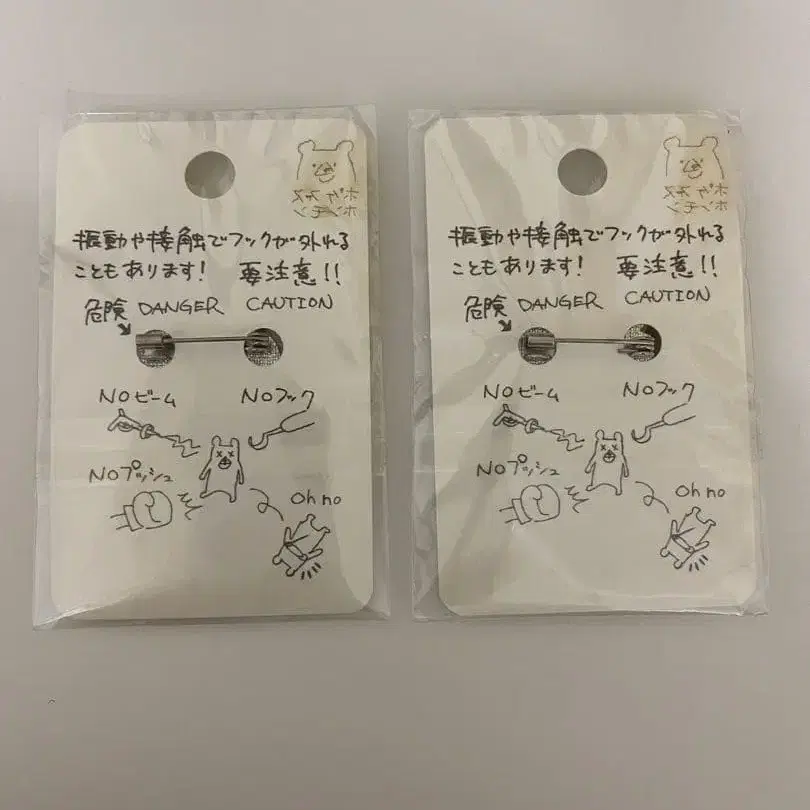 振動や接触でフックが外れる
こともあります! 要注意!!
危険 DANGER CAUTION
NOビーム NOフック
NOプッシュ
Oh no
振動や接触でフックが外れる
こともあります! 要注意!!
危険 DANGER CAUTION
NOビーム NOフック
NOプッシュ
Oh no